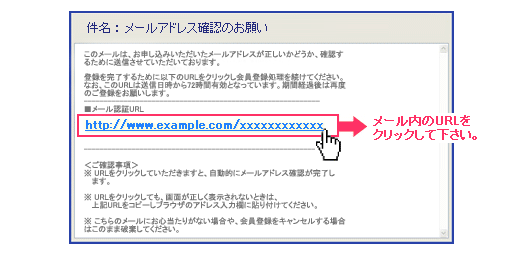 件名：メールアドレス確認のお願い
このメールは、お申し込みいただいたメールアドレスが正しいかどうか、確認す
るために送信させていただいております。
登録を完了するために以下のURLをクリックし会員登録処理を続けてください。
なお、このURLは送信日時から72時間有効となっています。期間経過後は再度
のご登録をお願いします。
■メール認証URL
http://www.example.com/xxxxxxxxxxxx
メール内のURLを
クリックして下さい。
＜ご確認事項＞
※ URLをクリックしていただきますと、自動的にメールアドレス確認が完了し
ます。
※ URLをクリックしても、画面が正しく表示されないときは、
上記URLをコピーしブラウザのアドレス入力欄に貼り付けてください。
※ こちらのメールにお心当たりがない場合や、会員登録をキャンセルする場合
はこのまま破棄してください。